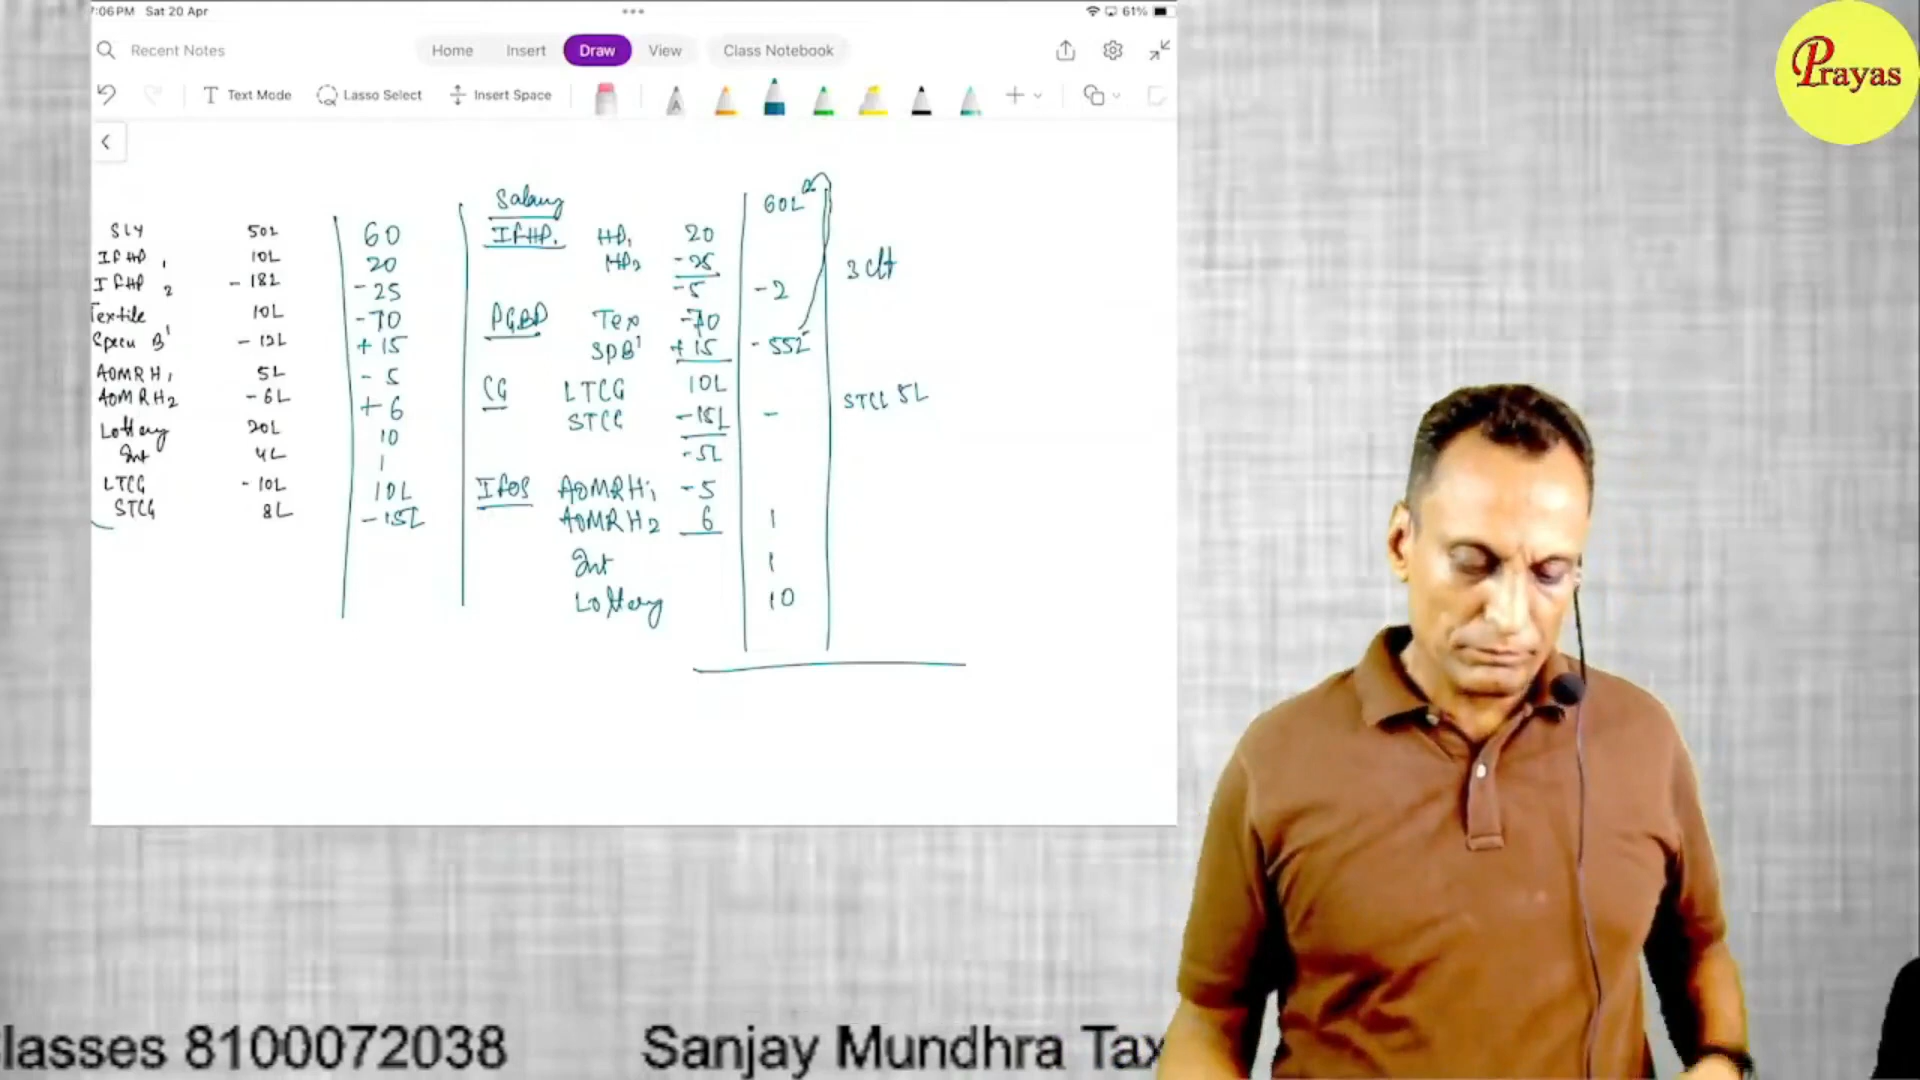 :06PM Sat 20 Apr
61%
Prayas
Recent Notes
Home Insert Draw View Class Notebook
Text Mode Lasso Select Insert Space
Salary 60L
SLY 50L 60 IFHP. HP1 20
IFHP 1 10L 20 HP2 -25 3 c/f
IFHP 2 -18L -25 -5 -2
Textile 10L -70 PGBP Tex -70
Specu B' -12L +15 SPB' +15 -55L
AOMRH1 5L -5 CG LTCG 10L
AOMRH2 -6L +6 STCG -15L - STCL 5L
Lottery 20L 10 -5L
Int 4L 1
LTCG -10L 10L IFOS AOMRH1 -5
STCG 8L -15L AOMRH2 6 1
Int 1
Lottery 10
lasses 8100072038 Sanjay Mundhra Tax